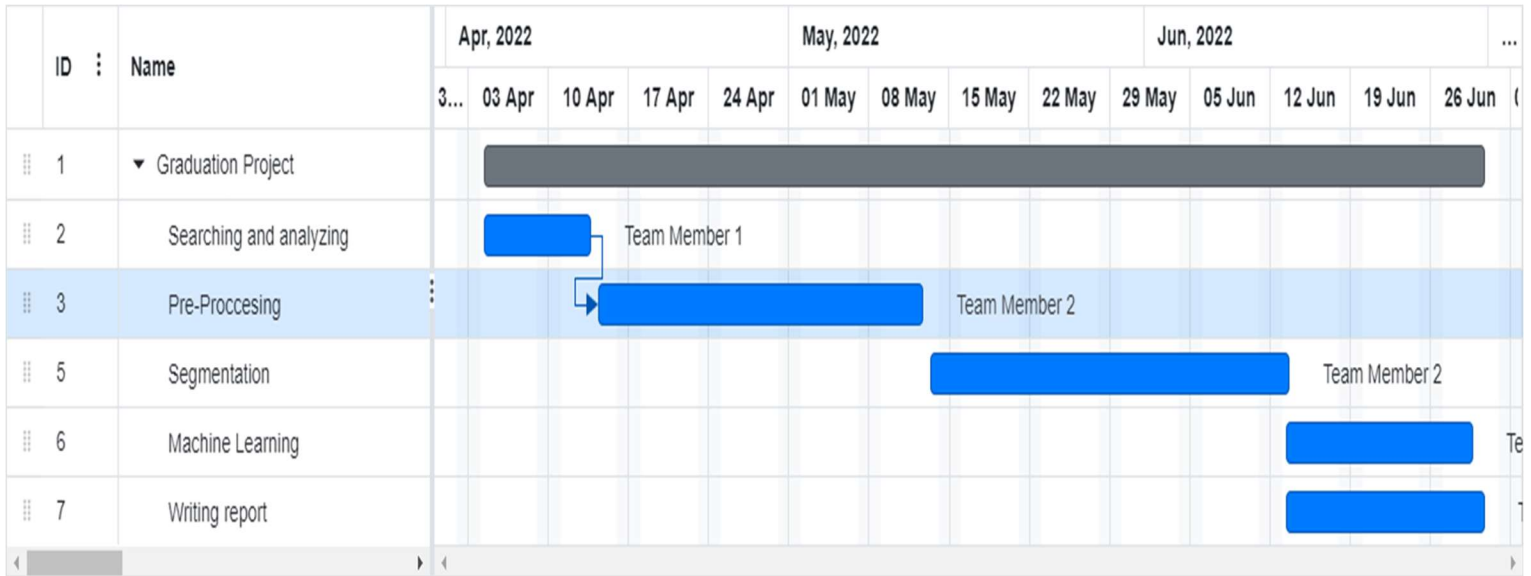 Apr, 2022 May, 2022 Jun, 2022 ...
ID Name
3... 03 Apr 10 Apr 17 Apr 24 Apr 01 May 08 May 15 May 22 May 29 May 05 Jun 12 Jun 19 Jun 26 Jun
1 Graduation Project
2 Searching and analyzing Team Member 1
3 Pre-Proccesing Team Member 2
5 Segmentation Team Member 2
6 Machine Learning Te
7 Writing report